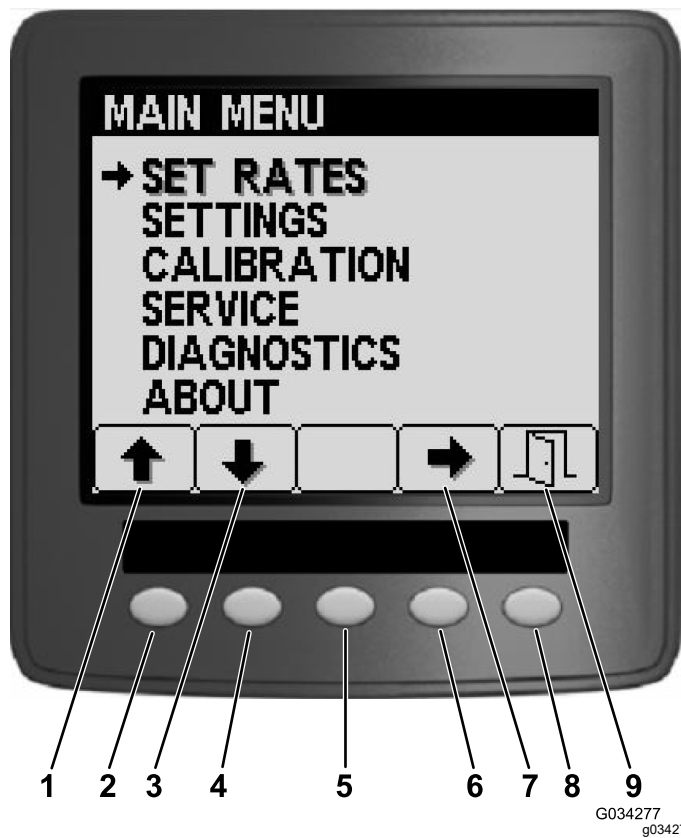 MAIN MENU
SET RATES
SETTINGS
CALIBRATION
SERVICE
DIAGNOSTICS
ABOUT
1 2 3 4 5 6 7 8 9
G034277
g03427